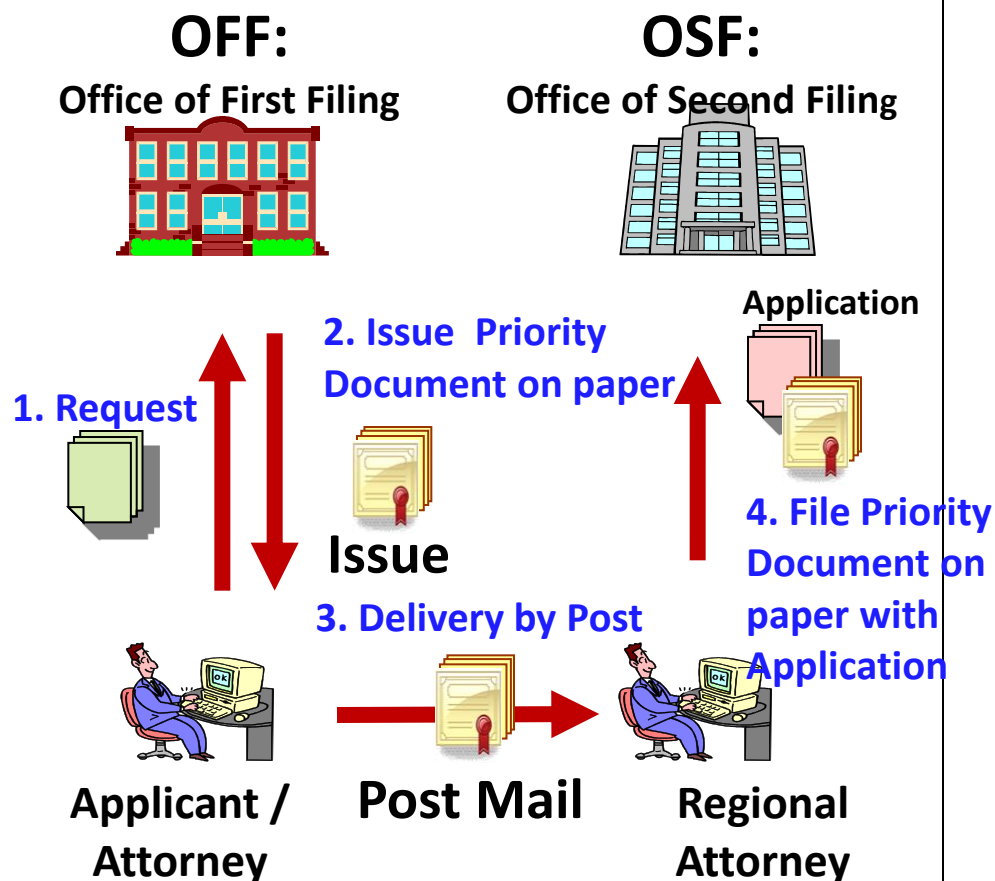 OFF:
Office of First Filing
OSF:
Office of Second Filing
1. Request
2. Issue  Priority
Document on paper
Issue
Application
3. Delivery by Post
4. File Priority
Document on
paper with
Application
OK
OK
Applicant /
Attorney
Post Mail
Regional
Attorney